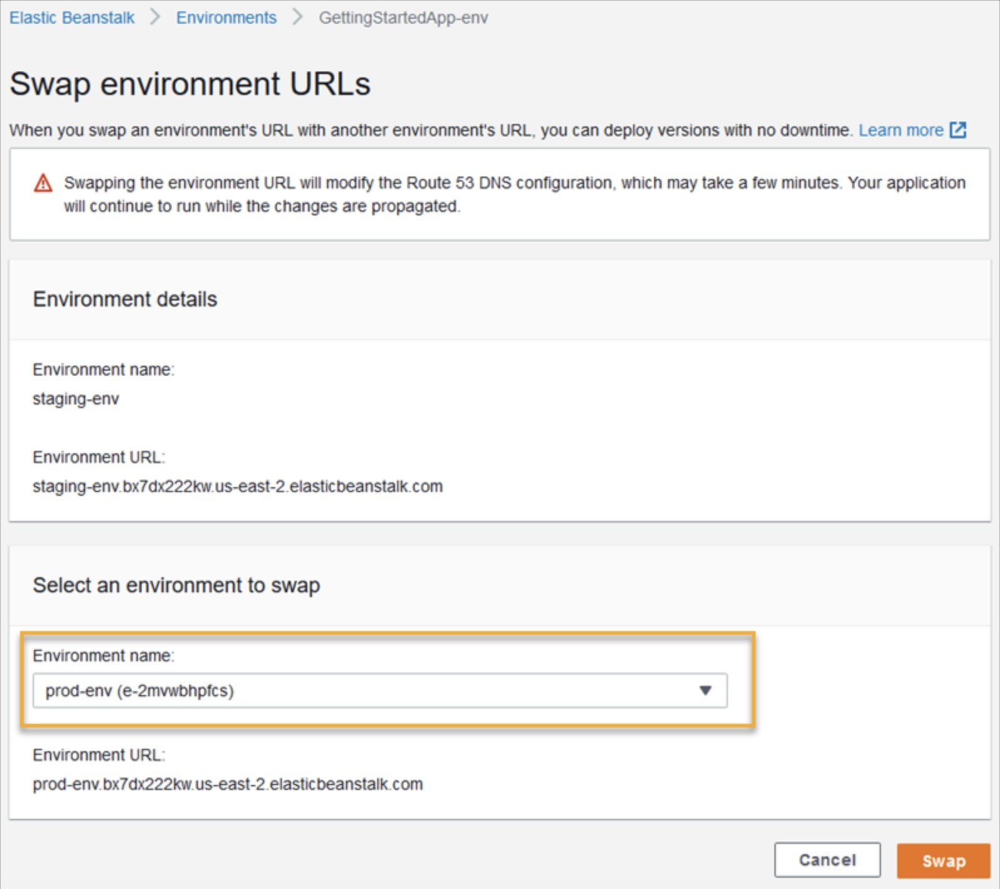 Elastic Beanstalk > Environments > GettingStartedApp-env
Swap environment URLs
When you swap an environment's URL with another environment's URL, you can deploy versions with no downtime. Learn more
Swapping the environment URL will modify the Route 53 DNS configuration, which may take a few minutes. Your application
will continue to run while the changes are propagated.
Environment details
Environment name:
staging-env
Environment URL:
staging-env.bx7dx222kw.us-east-2.elasticbeanstalk.com
Select an environment to swap
Environment name:
prod-env (e-2mvwbhpfcs)
Environment URL:
prod-env.bx7dx222kw.us-east-2.elasticbeanstalk.com
Cancel Swap